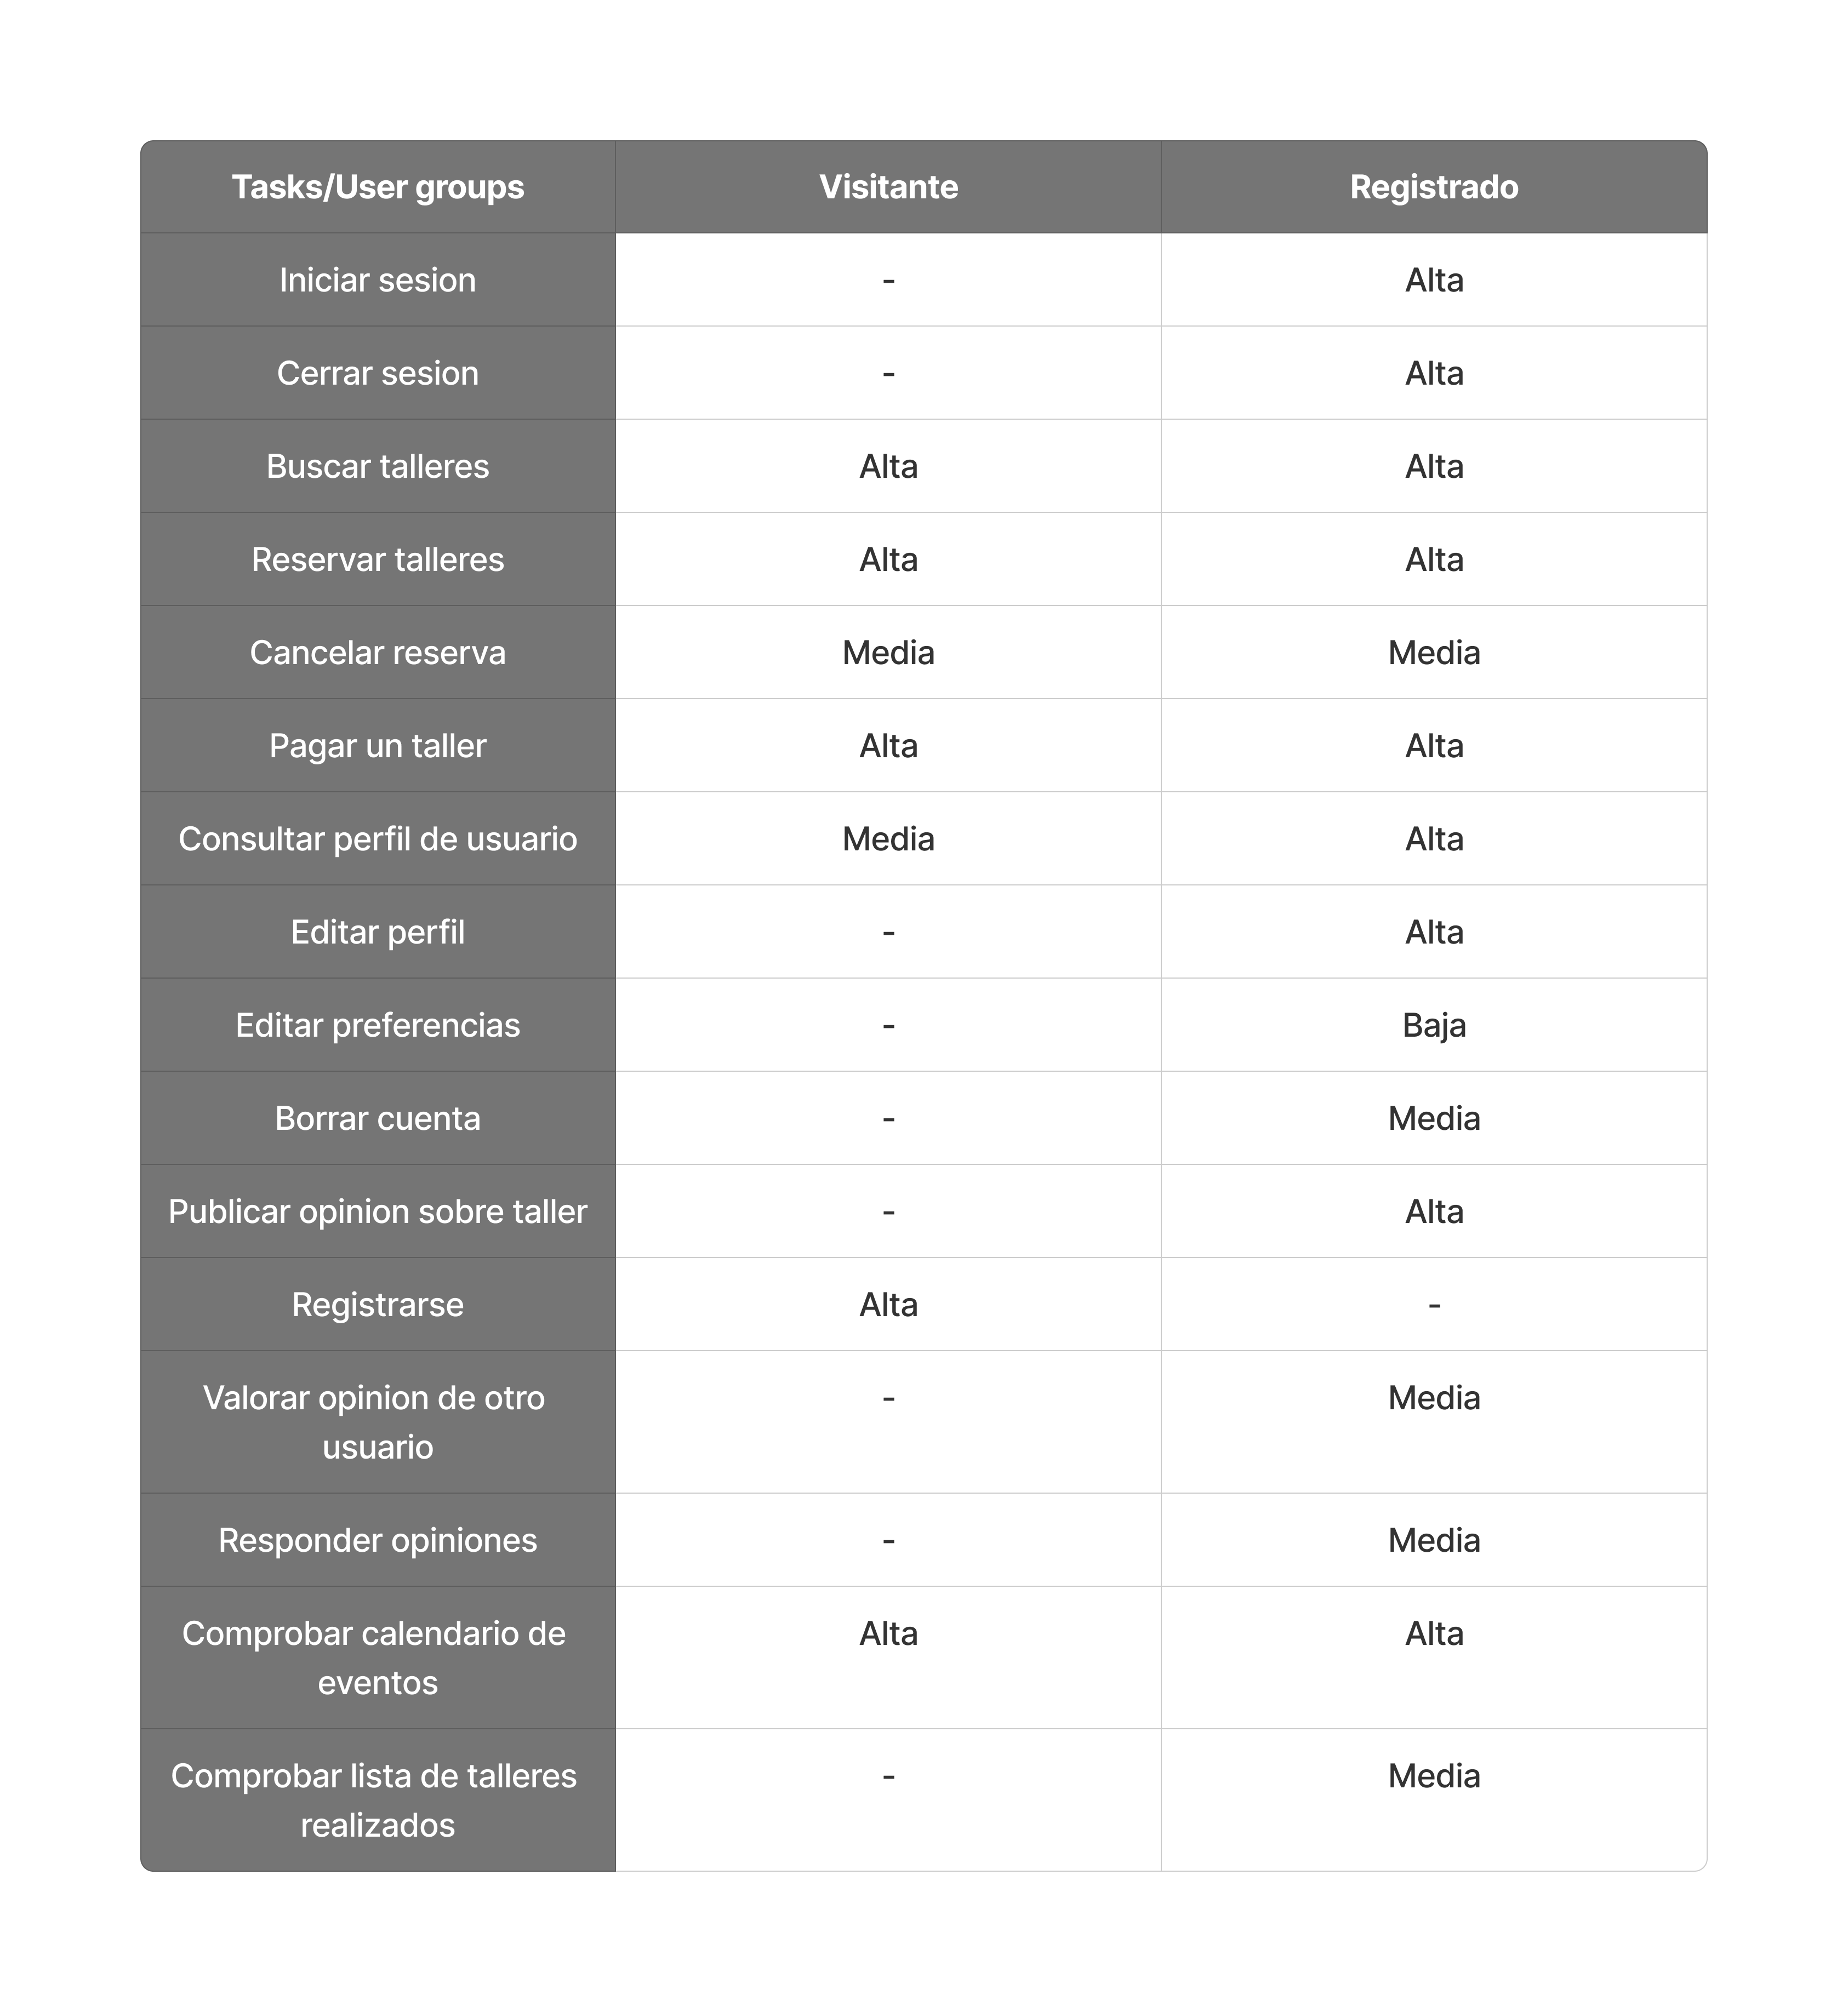 Tasks/User groups Visitante Registrado
Iniciar sesion - Alta
Cerrar sesion - Alta
Buscar talleres Alta Alta
Reservar talleres Alta Alta
Cancelar reserva Media Media
Pagar un taller Alta Alta
Consultar perfil de usuario Media Alta
Editar perfil - Alta
Editar preferencias - Baja
Borrar cuenta - Media
Publicar opinion sobre taller - Alta
Registrarse Alta -
Valorar opinion de otro - Media
usuario
Responder opiniones - Media
Comprobar calendario de Alta Alta
eventos
Comprobar lista de talleres - Media
realizados